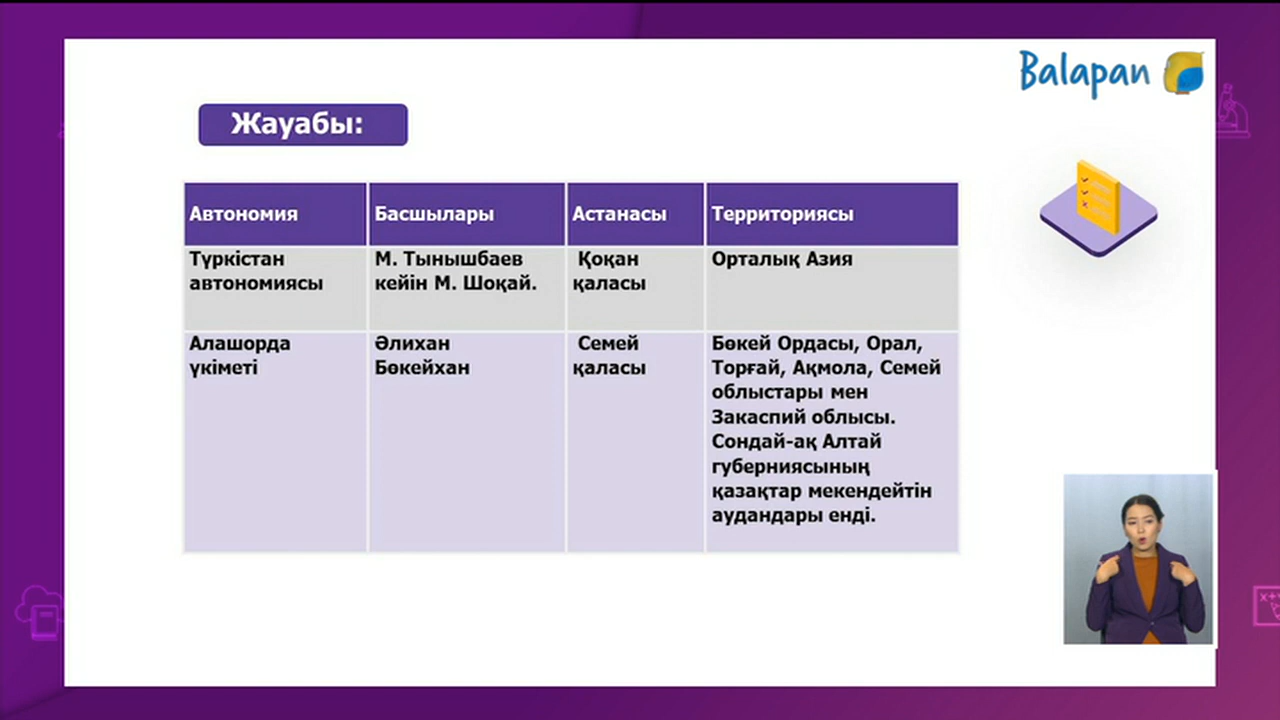 Balapan
Жауабы:
Автономия
Басшылары
Астанасы
Территориясы
Түркістан
автономиясы
М. Тынышбаев
кейін М. Шоқай.
Қоқан
қаласы
Орталық Азия
Алашорда
үкіметі
Әлихан
Бөкейхан
Семей
қаласы
Бөкей Ордасы, Орал,
Торғай, Ақмола, Семей
облыстары мен
Закаспий облысы.
Сондай-ақ Алтай
губерниясының
қазақтар мекендейтін
аудандары енді.